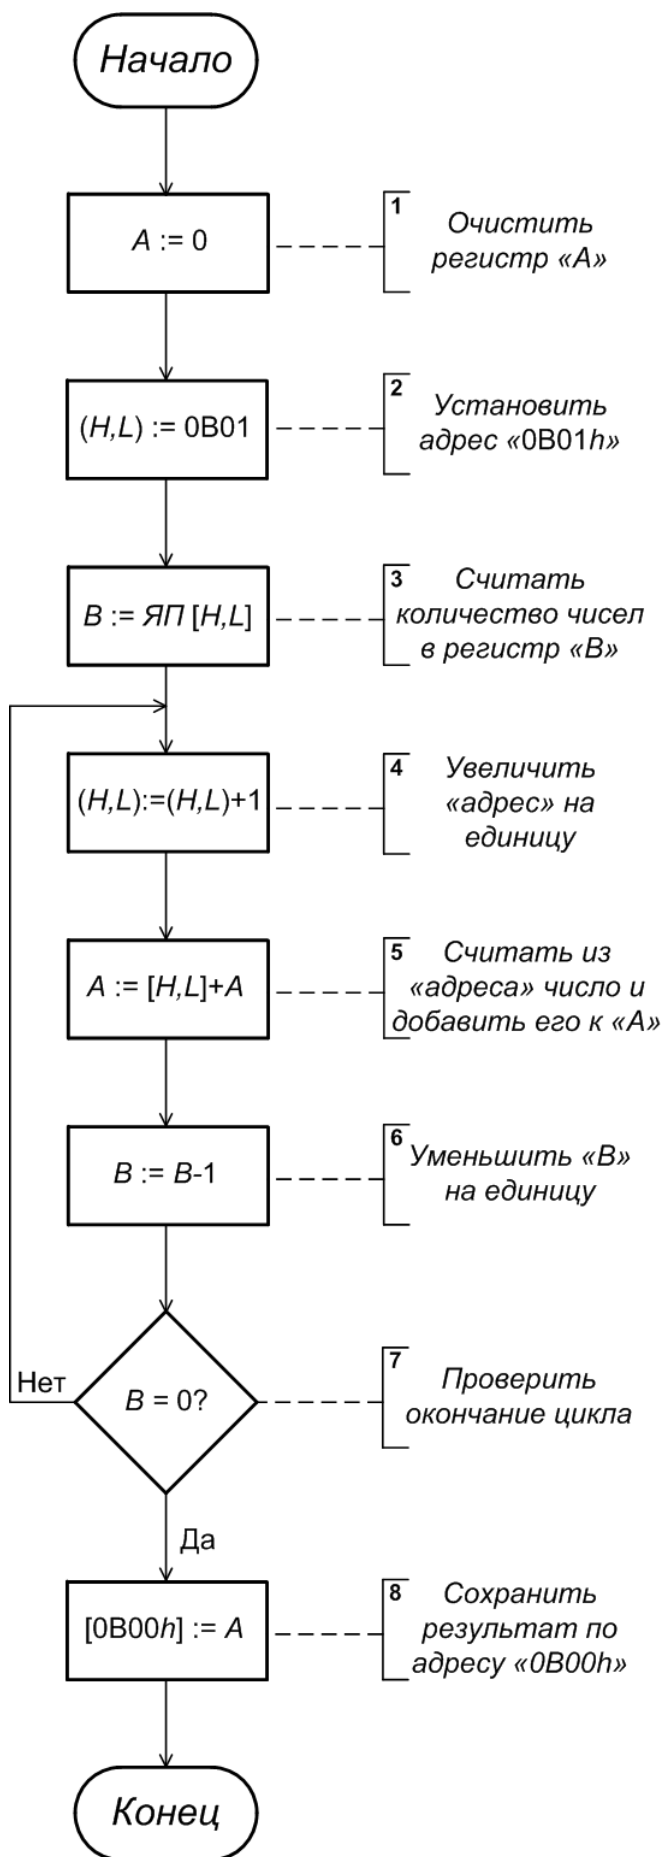 Начало
A := 0
1
Очистить
регистр «А»
(H,L) := 0B01
2
Установить
адрес «0B01h»
B := ЯП [H,L]
3
Считать
количество чисел
в регистр «В»
(H,L):=(H,L)+1
4
Увеличить
«адрес» на
единицу
A := [H,L]+A
5
Считать из
«адреса» число и
добавить его к «А»
B := B-1
6
Уменьшить «В»
на единицу
Нет
B = 0?
7
Проверить
окончание цикла
Да
[0B00h] := A
8
Сохранить
результат по
адресу «0B00h»
Конец